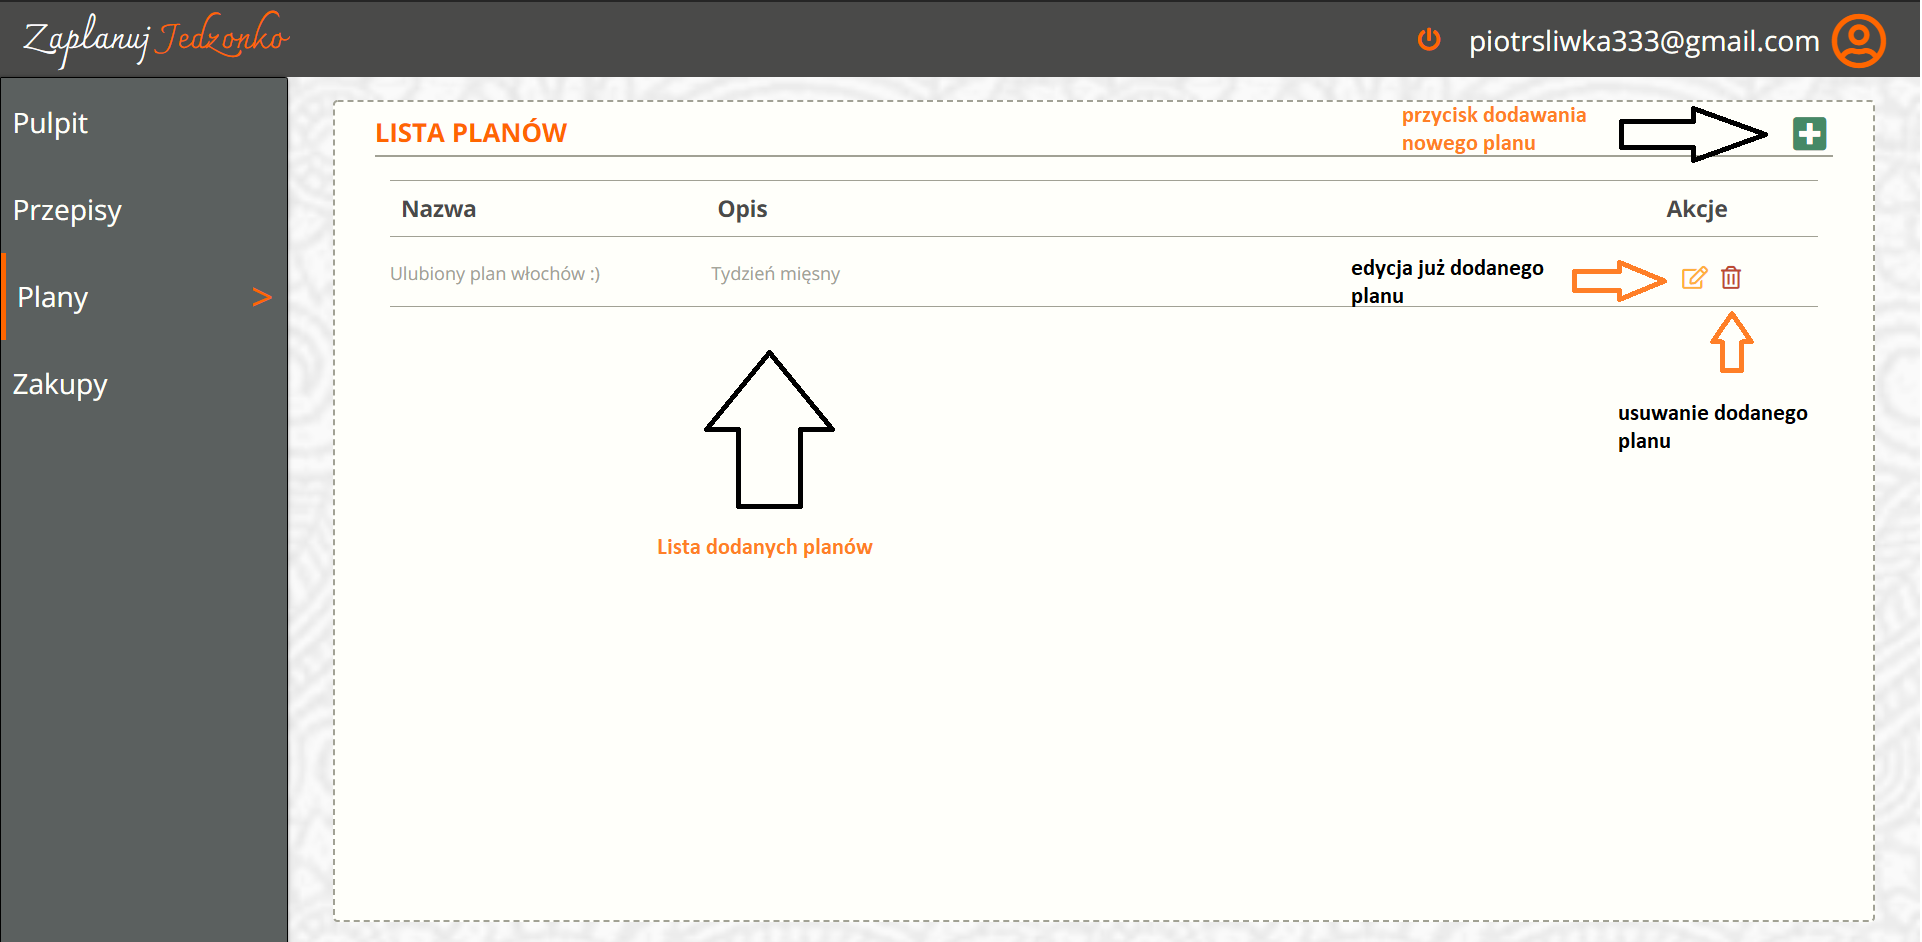 Zaplanuj Jedzonko
piotrsliwka333@gmail.com
Pulpit
Przepisy
Plany >
Zakupy
LISTA PLANÓW
przycisk dodawania
nowego planu
Nazwa Opis Akcje
Ulubiony plan włochów :) Tydzień mięsny
edycja już dodanego
planu
usuwanie dodanego
planu
Lista dodanych planów